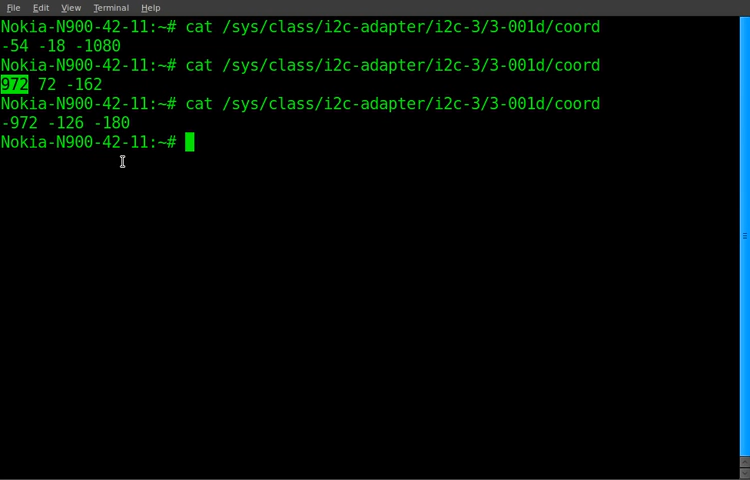 File Edit View Terminal Help
Nokia-N900-42-11:~# cat /sys/class/i2c-adapter/i2c-3/3-001d/coord
-54 -18 -1080
Nokia-N900-42-11:~# cat /sys/class/i2c-adapter/i2c-3/3-001d/coord
972 72 -162
Nokia-N900-42-11:~# cat /sys/class/i2c-adapter/i2c-3/3-001d/coord
-972 -126 -180
Nokia-N900-42-11:~#